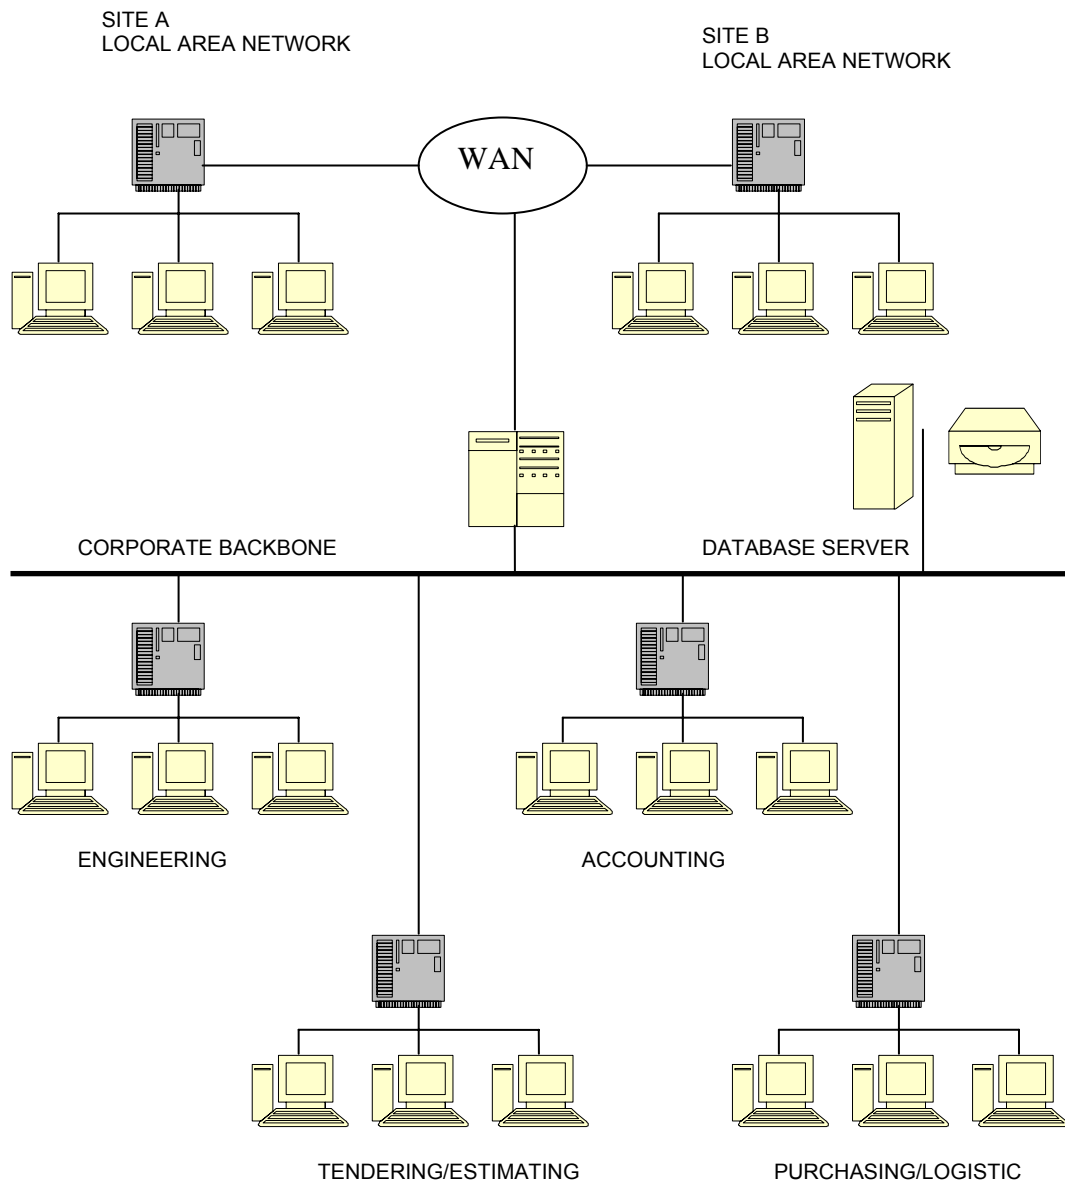 SITE A
LOCAL AREA NETWORK
SITE B
LOCAL AREA NETWORK
WAN
CORPORATE BACKBONE
DATABASE SERVER
ENGINEERING
ACCOUNTING
TENDERING/ESTIMATING
PURCHASING/LOGISTIC